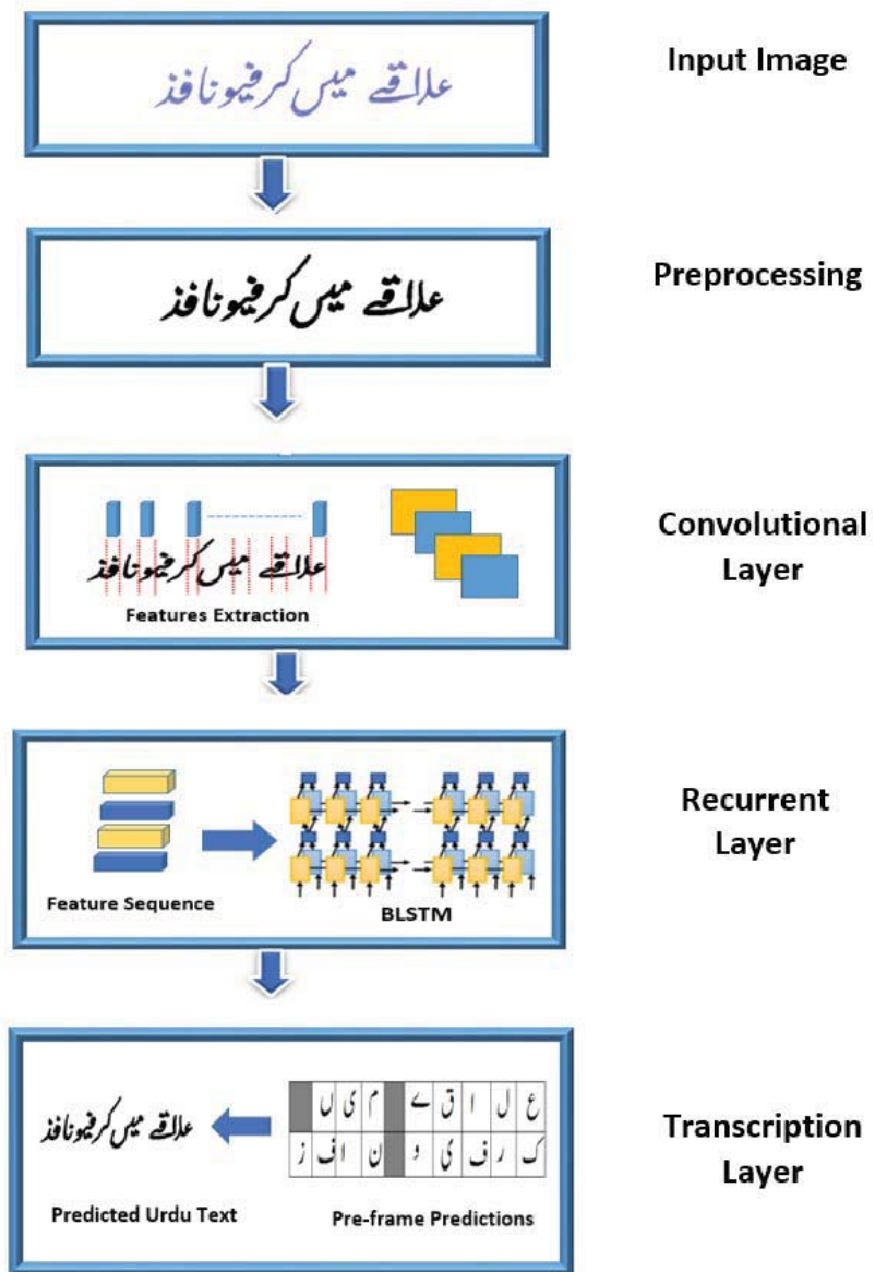 علاقے میں کرفیو نافذ
Input Image
علاقے میں کرفیو نافذ
Preprocessing
علاقے میں کرفیو نافذ
Features Extraction
Convolutional
Layer
Feature Sequence
BLSTM
Recurrent
Layer
علاقے میں کرفیو نافذ
ع ل ا ق ے م ی ں
ک ر ف ی و ن ا ف ز
Predicted Urdu Text
Pre-frame Predictions
Transcription
Layer